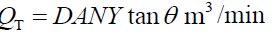 Q_T = DANY tan θ m³/min